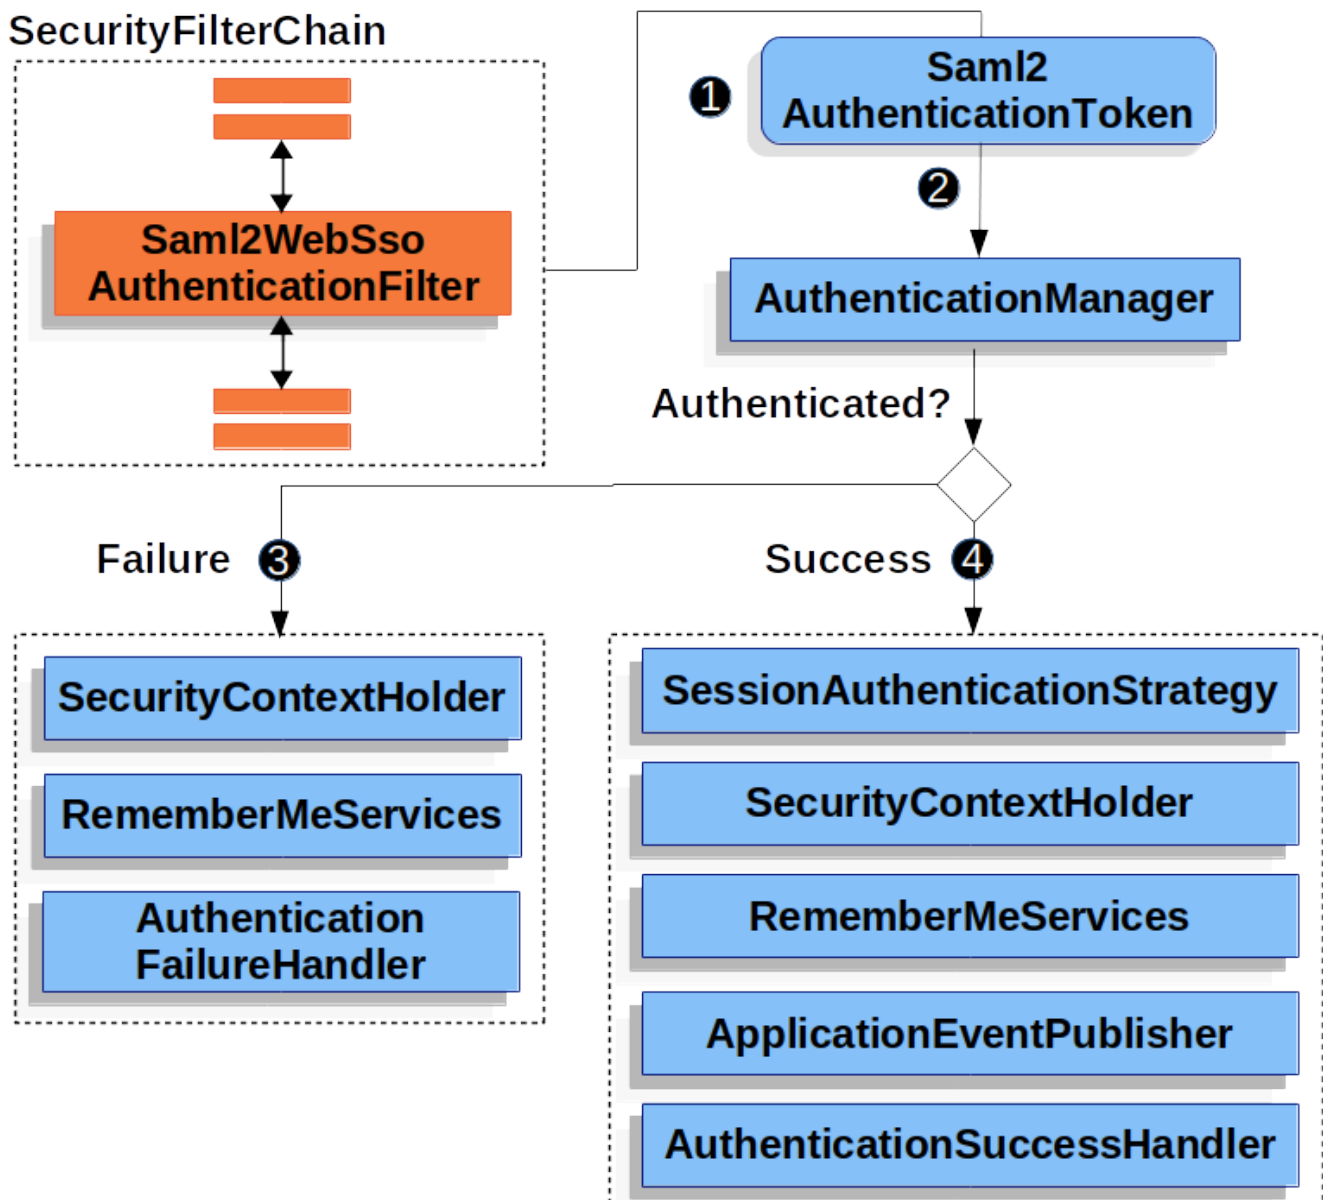 SecurityFilterChain
Saml2WebSso
AuthenticationFilter
1
Saml2
AuthenticationToken
2
AuthenticationManager
Authenticated?
Failure 3
SecurityContextHolder
RememberMeServices
Authentication
FailureHandler
Success 4
SessionAuthenticationStrategy
SecurityContextHolder
RememberMeServices
ApplicationEventPublisher
AuthenticationSuccessHandler